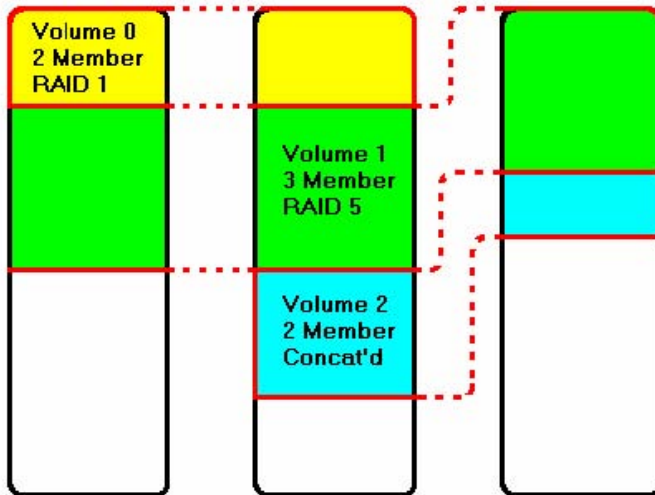 Volume 0
2 Member
RAID 1
Volume 1
3 Member
RAID 5
Volume 2
2 Member
Concat'd